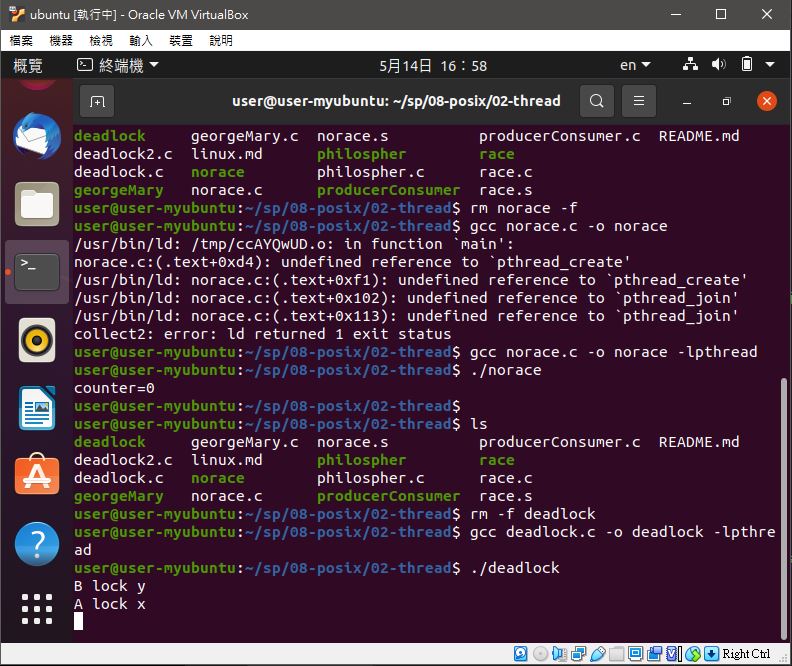 ubuntu [執行中] - Oracle VM VirtualBox
檔案 機器 檢視 輸入 裝置 說明
概覽 終端機 5月14日 16：58 en
user@user-myubuntu: ~/sp/08-posix/02-thread
deadlock georgeMary.c norace.s producerConsumer.c README.md
deadlock2.c linux.md philospher race
deadlock.c norace philospher.c race.c
georgeMary norace.c producerConsumer race.s
user@user-myubuntu:~/sp/08-posix/02-thread$ rm norace -f
user@user-myubuntu:~/sp/08-posix/02-thread$ gcc norace.c -o norace
/usr/bin/ld: /tmp/ccAYQwUD.o: in function `main':
norace.c:(.text+0xd4): undefined reference to `pthread_create'
/usr/bin/ld: norace.c:(.text+0xf1): undefined reference to `pthread_create'
/usr/bin/ld: norace.c:(.text+0x102): undefined reference to `pthread_join'
/usr/bin/ld: norace.c:(.text+0x113): undefined reference to `pthread_join'
collect2: error: ld returned 1 exit status
user@user-myubuntu:~/sp/08-posix/02-thread$ gcc norace.c -o norace -lpthread
user@user-myubuntu:~/sp/08-posix/02-thread$ ./norace
counter=0
user@user-myubuntu:~/sp/08-posix/02-thread$
user@user-myubuntu:~/sp/08-posix/02-thread$ ls
deadlock georgeMary.c norace.s producerConsumer.c README.md
deadlock2.c linux.md philospher race
deadlock.c norace philospher.c race.c
georgeMary norace.c producerConsumer race.s
user@user-myubuntu:~/sp/08-posix/02-thread$ rm -f deadlock
user@user-myubuntu:~/sp/08-posix/02-thread$ gcc deadlock.c -o deadlock -lpthre
ad
user@user-myubuntu:~/sp/08-posix/02-thread$ ./deadlock
B lock y
A lock x
Right Ctrl